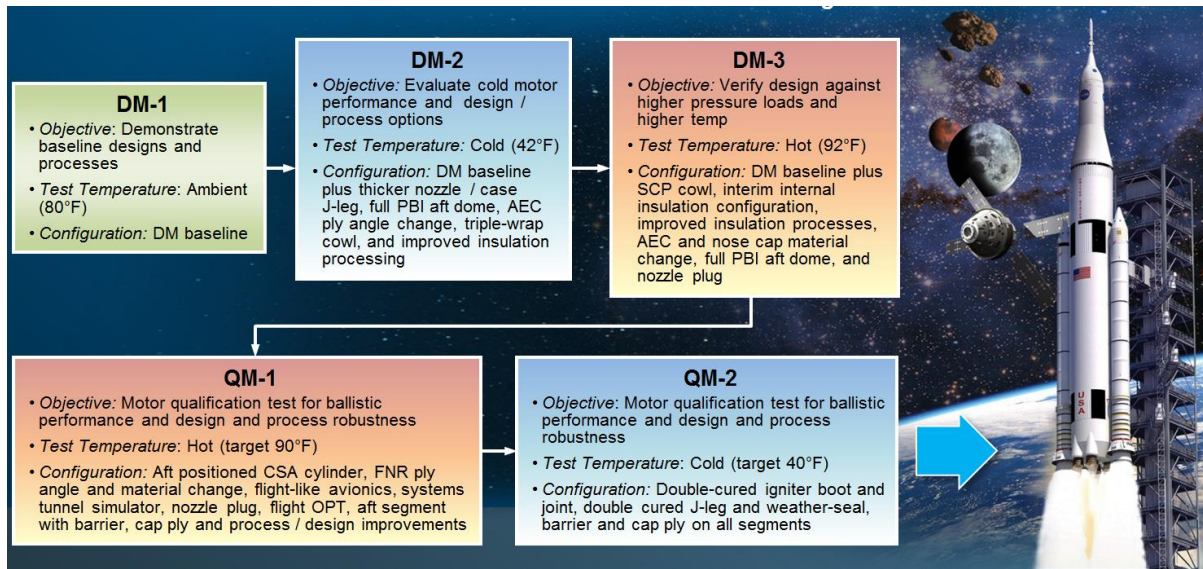 DM-1
• Objective: Demonstrate
baseline designs and
processes
• Test Temperature: Ambient
(80°F)
• Configuration: DM baseline
DM-2
• Objective: Evaluate cold motor
performance and design /
process options
• Test Temperature: Cold (42°F)
• Configuration: DM baseline
plus thicker nozzle / case
J-leg, full PBI aft dome, AEC
ply angle change, triple-wrap
cowl, and improved insulation
processing
DM-3
• Objective: Verify design against
higher pressure loads and
higher temp
• Test Temperature: Hot (92°F)
• Configuration: DM baseline plus
SCP cowl, interim internal
insulation configuration,
improved insulation processes,
AEC and nose cap material
change, full PBI aft dome, and
nozzle plug
QM-1
• Objective: Motor qualification test for ballistic
performance and design and process robustness
• Test Temperature: Hot (target 90°F)
• Configuration: Aft positioned CSA cylinder, FNR ply
angle and material change, flight-like avionics, systems
tunnel simulator, nozzle plug, flight OPT, aft segment
with barrier, cap ply and process / design improvements
QM-2
• Objective: Motor qualification test for ballistic
performance and design and process
robustness
• Test Temperature: Cold (target 40°F)
• Configuration: Double-cured igniter boot and
joint, double cured J-leg and weather-seal,
barrier and cap ply on all segments
USA